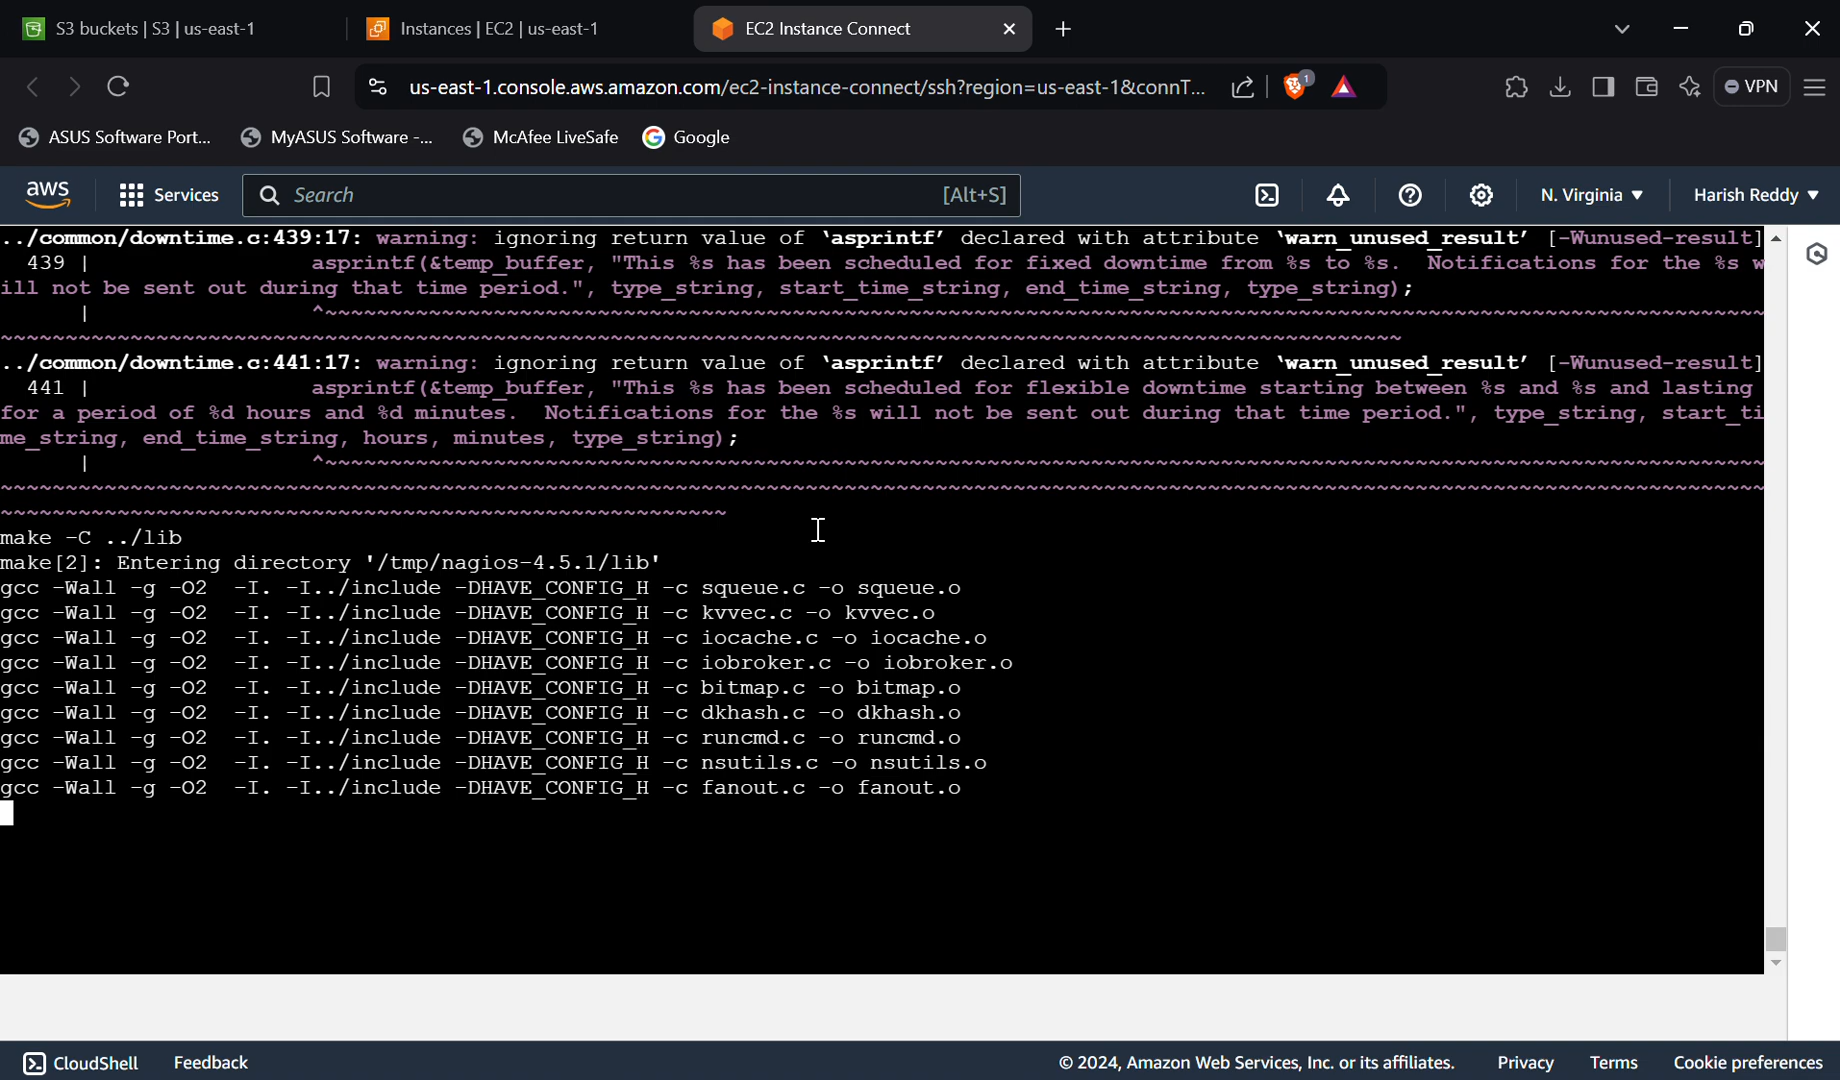 S3 buckets | S3 | us-east-1
Instances | EC2 | us-east-1
EC2 Instance Connect
us-east-1.console.aws.amazon.com/ec2-instance-connect/ssh?region=us-east-1&connT...
1
VPN
ASUS Software Port...
MyASUS Software -...
McAfee LiveSafe
Google
aws
Services
Search
[Alt+S]
N. Virginia
Harish Reddy
../common/downtime.c:439:17: warning: ignoring return value of ‘asprintf’ declared with attribute ‘warn_unused_result’ [-Wunused-result]
439 | asprintf(&temp_buffer, "This %s has been scheduled for fixed downtime from %s to %s.  Notifications for the %s w
ill not be sent out during that time period.", type_string, start_time_string, end_time_string, type_string);
| ^~~~~~~~~~~~~~~~~~~~~~~~~~~~~~~~~~~~~~~~~~~~~~~~~~~~~~~~~~~~~~~~~~~~~~~~~~~~~~~~~~~~~~~~~~~~~~~~~~~~~~~~~~~~~~~
~~~~~~~~~~~~~~~~~~~~~~~~~~~~~~~~~~~~~~~~~~~~~~~~~~~~~~~~~~~~~~~~~~~~~~~~~~~~~~~~~~~~~~~~~~~~~~~~~~~~~~~~~~~~
../common/downtime.c:441:17: warning: ignoring return value of ‘asprintf’ declared with attribute ‘warn_unused_result’ [-Wunused-result]
441 | asprintf(&temp_buffer, "This %s has been scheduled for flexible downtime starting between %s and %s and lasting
for a period of %d hours and %d minutes.  Notifications for the %s will not be sent out during that time period.", type_string, start_ti
me_string, end_time_string, hours, minutes, type_string);
| ^~~~~~~~~~~~~~~~~~~~~~~~~~~~~~~~~~~~~~~~~~~~~~~~~~~~~~~~~~~~~~~~~~~~~~~~~~~~~~~~~~~~~~~~~~~~~~~~~~~~~~~~~~~~~~~
~~~~~~~~~~~~~~~~~~~~~~~~~~~~~~~~~~~~~~~~~~~~~~~~~~~~~~~~~~~~~~~~~~~~~~~~~~~~~~~~~~~~~~~~~~~~~~~~~~~~~~~~~~~~~~~~~~~~~~~~~~~~~~~~~~~~~~~~
~~~~~~~~~~~~~~~~~~~~~~~~~~~~~~~~~~~~~~~~~~~~~~~~~~~~~~~~
make -C ../lib
make[2]: Entering directory '/tmp/nagios-4.5.1/lib'
gcc -Wall -g -O2  -I. -I../include -DHAVE_CONFIG_H -c squeue.c -o squeue.o
gcc -Wall -g -O2  -I. -I../include -DHAVE_CONFIG_H -c kvvec.c -o kvvec.o
gcc -Wall -g -O2  -I. -I../include -DHAVE_CONFIG_H -c iocache.c -o iocache.o
gcc -Wall -g -O2  -I. -I../include -DHAVE_CONFIG_H -c iobroker.c -o iobroker.o
gcc -Wall -g -O2  -I. -I../include -DHAVE_CONFIG_H -c bitmap.c -o bitmap.o
gcc -Wall -g -O2  -I. -I../include -DHAVE_CONFIG_H -c dkhash.c -o dkhash.o
gcc -Wall -g -O2  -I. -I../include -DHAVE_CONFIG_H -c runcmd.c -o runcmd.o
gcc -Wall -g -O2  -I. -I../include -DHAVE_CONFIG_H -c nsutils.c -o nsutils.o
gcc -Wall -g -O2  -I. -I../include -DHAVE_CONFIG_H -c fanout.c -o fanout.o
CloudShell
Feedback
© 2024, Amazon Web Services, Inc. or its affiliates.
Privacy
Terms
Cookie preferences